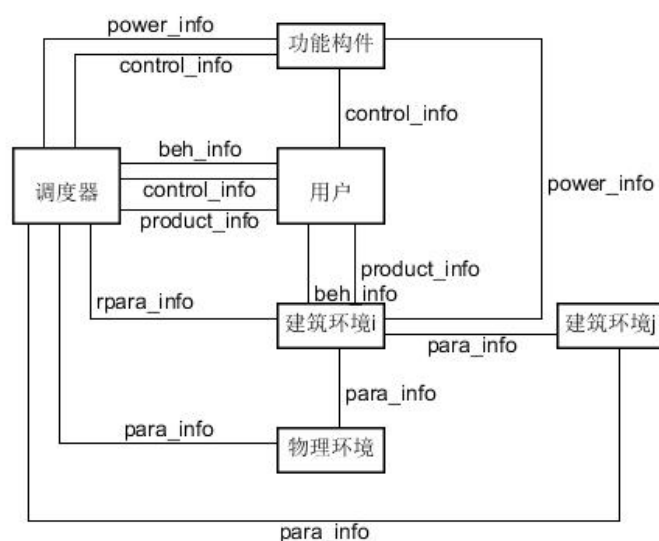 power_info
功能构件
control_info
control_info
beh_info
调度器
control_info
用户
power_info
product_info
product_info
beh_info
rpara_info
建筑环境i
建筑环境j
para_info
para_info
para_info
物理环境
para_info